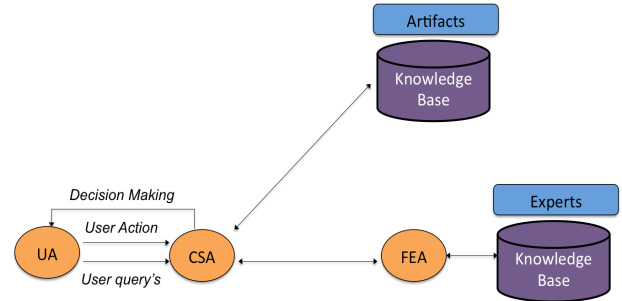 Artifacts
Knowledge
Base
Decision Making
User Action
UA
CSA
User query's
FEA
Experts
Knowledge
Base